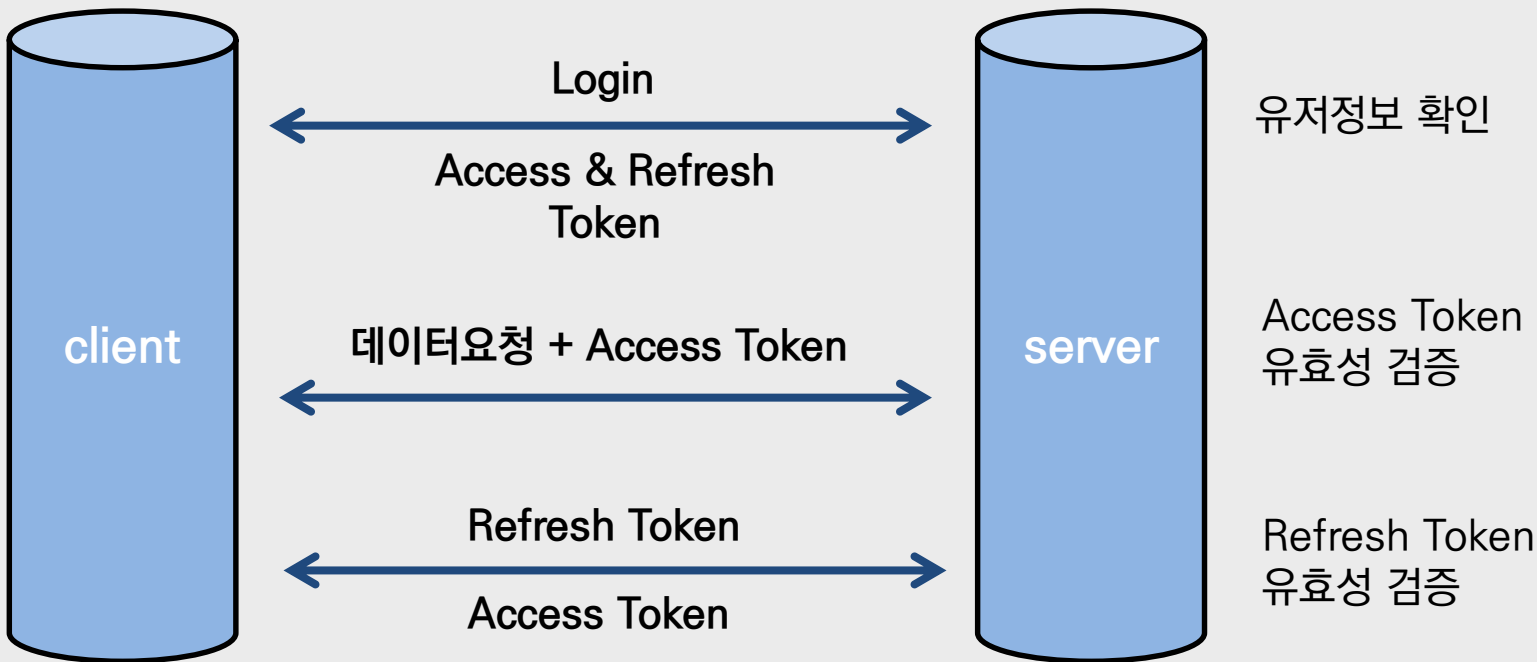 Login
유저정보 확인
Access & Refresh
Token
client
데이터요청 + Access Token
server
Access Token
유효성 검증
Refresh Token
Access Token
Refresh Token
유효성 검증